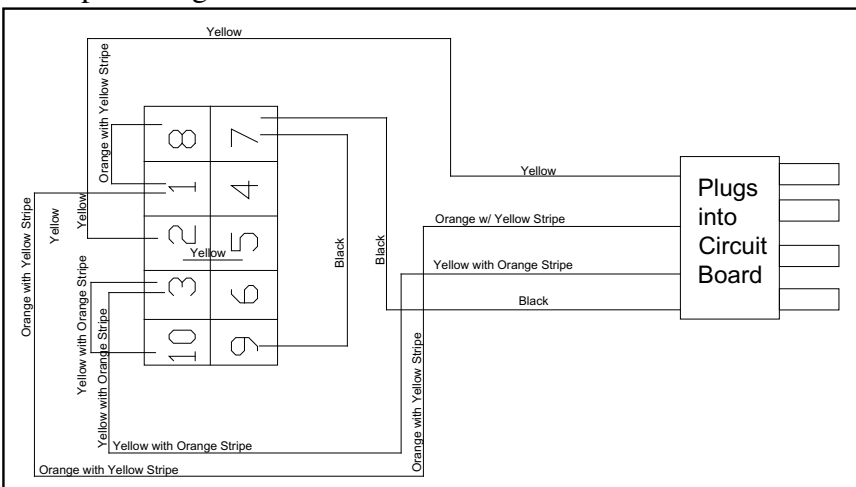 Yellow
Orange with Yellow Stripe
Yellow
Yellow
Orange with Yellow Stripe
8
7
1
4
2
5
Yellow
3
6
10
9
Black
Black
Yellow with Orange Stripe
Yellow with Orange Stripe
Yellow with Orange Stripe
Orange with Yellow Stripe
Orange with Yellow Stripe
Yellow
Orange w/ Yellow Stripe
Yellow with Orange Stripe
Black
Plugs
into
Circuit
Board